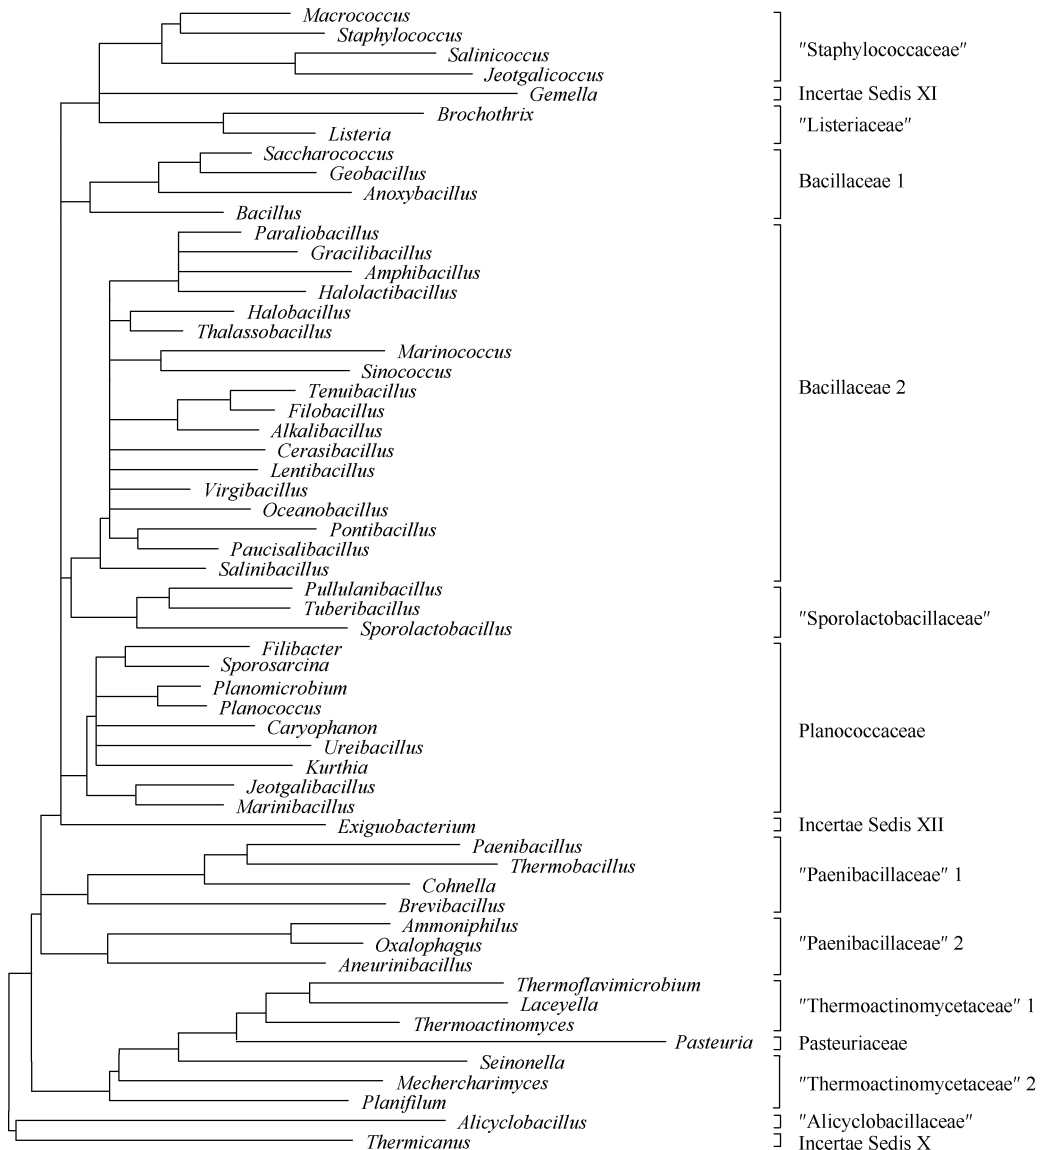 Macrococcus
Staphylococcus
Salinicoccus
Jeotgalicoccus
"Staphylococcaceae"
Gemella
Incertae Sedis XI
Brochothrix
Listeria
"Listeriaceae"
Saccharococcus
Geobacillus
Anoxybacillus
Bacillus
Bacillaceae 1
Paraliobacillus
Gracilibacillus
Amphibacillus
Halolactibacillus
Halobacillus
Thalassobacillus
Marinococcus
Sinococcus
Tenuibacillus
Filobacillus
Alkalibacillus
Cerasibacillus
Lentibacillus
Virgibacillus
Oceanobacillus
Pontibacillus
Paucisalibacillus
Salinibacillus
Bacillaceae 2
Pullulanibacillus
Tuberibacillus
Sporolactobacillus
"Sporolactobacillaceae"
Filibacter
Sporosarcina
Planomicrobium
Planococcus
Caryophanon
Ureibacillus
Kurthia
Jeotgalibacillus
Marinibacillus
Planococcaceae
Exiguobacterium
Incertae Sedis XII
Paenibacillus
Thermobacillus
Cohnella
Brevibacillus
"Paenibacillaceae" 1
Ammoniphilus
Oxalophagus
Aneurinibacillus
"Paenibacillaceae" 2
Thermoflavimicrobium
Laceyella
Thermoactinomyces
"Thermoactinomycetaceae" 1
Pasteuria
Pasteuriaceae
Seinonella
Mechercharimyces
Planifilum
"Thermoactinomycetaceae" 2
Alicyclobacillus
"Alicyclobacillaceae"
Thermicanus
Incertae Sedis X